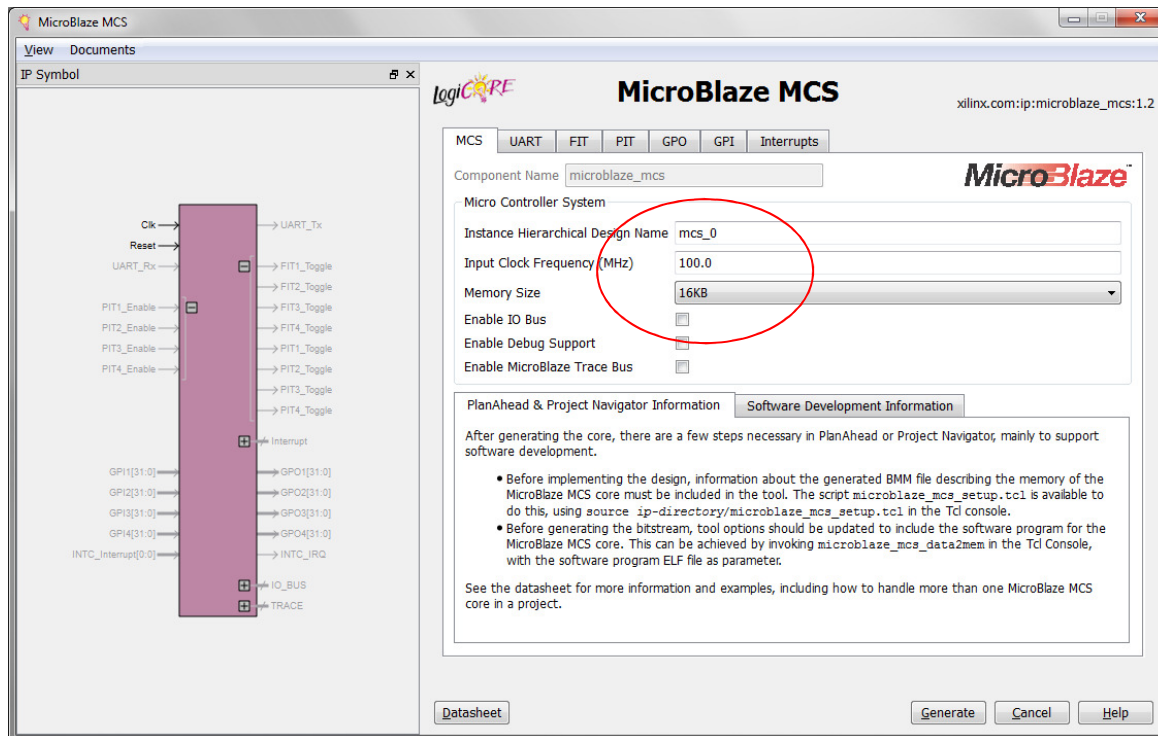 MicroBlaze MCS
View Documents
IP Symbol
LogiCORE
MicroBlaze MCS
xilinx.com:ip:microblaze_mcs:1.2
MCS UART FIT PIT GPO GPI Interrupts
Component Name microblaze_mcs
MicroBlaze™
Micro Controller System
Instance Hierarchical Design Name mcs_0
Input Clock Frequency (MHz) 100.0
Memory Size 16KB
Enable IO Bus
Enable Debug Support
Enable MicroBlaze Trace Bus
PlanAhead & Project Navigator Information Software Development Information
After generating the core, there are a few steps necessary in PlanAhead or Project Navigator, mainly to support
software development.
• Before implementing the design, information about the generated BMM file describing the memory of the
MicroBlaze MCS core must be included in the tool. The script microblaze_mcs_setup.tcl is available to
do this, using source ip-directory/microblaze_mcs_setup.tcl in the Tcl console.
• Before generating the bitstream, tool options should be updated to include the software program for the
MicroBlaze MCS core. This can be achieved by invoking microblaze_mcs_data2mem in the Tcl Console,
with the software program ELF file as parameter.
See the datasheet for more information and examples, including how to handle more than one MicroBlaze MCS
core in a project.
Clk UART_Tx
Reset
UART_Rx FIT1_Toggle
FIT2_Toggle
PIT1_Enable FIT3_Toggle
PIT2_Enable FIT4_Toggle
PIT3_Enable PIT1_Toggle
PIT4_Enable PIT2_Toggle
PIT3_Toggle
PIT4_Toggle
Interrupt
GPI1[31:0] GPO1[31:0]
GPI2[31:0] GPO2[31:0]
GPI3[31:0] GPO3[31:0]
GPI4[31:0] GPO4[31:0]
INTC_Interrupt[0:0] INTC_IRQ
IO_BUS
TRACE
Datasheet Generate Cancel Help